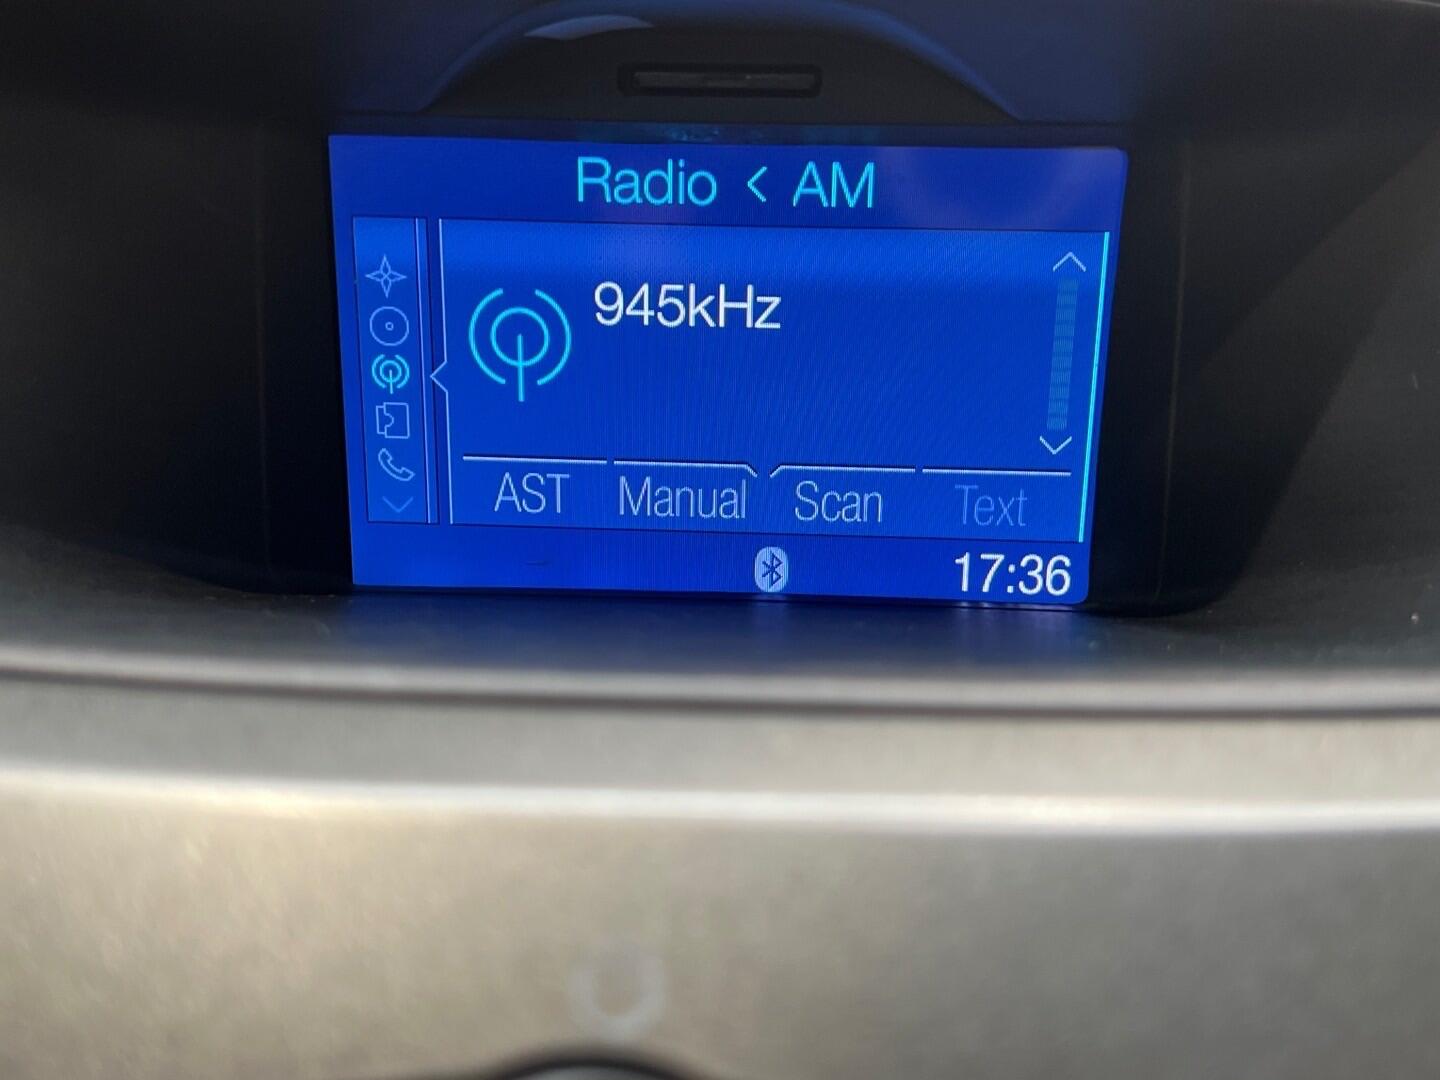 Radio < AM
945kHz
AST Manual Scan Text
17:36